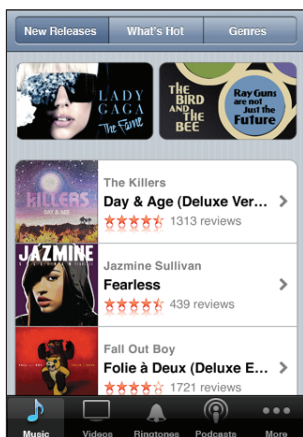 New Releases What's Hot Genres
LADY
GAGA
The Fame
THE
BIRD
AND
THE
BEE
Ray Guns
are not
Just The
Future
KILLERS
DAY & AGE
The Killers
Day & Age (Deluxe Ver...
1313 reviews
JAZMINE
Jazmine Sullivan
Fearless
439 reviews
Fall Out Boy
Folie à Deux (Deluxe E...
1721 reviews
Music Videos Ringtones Podcasts More